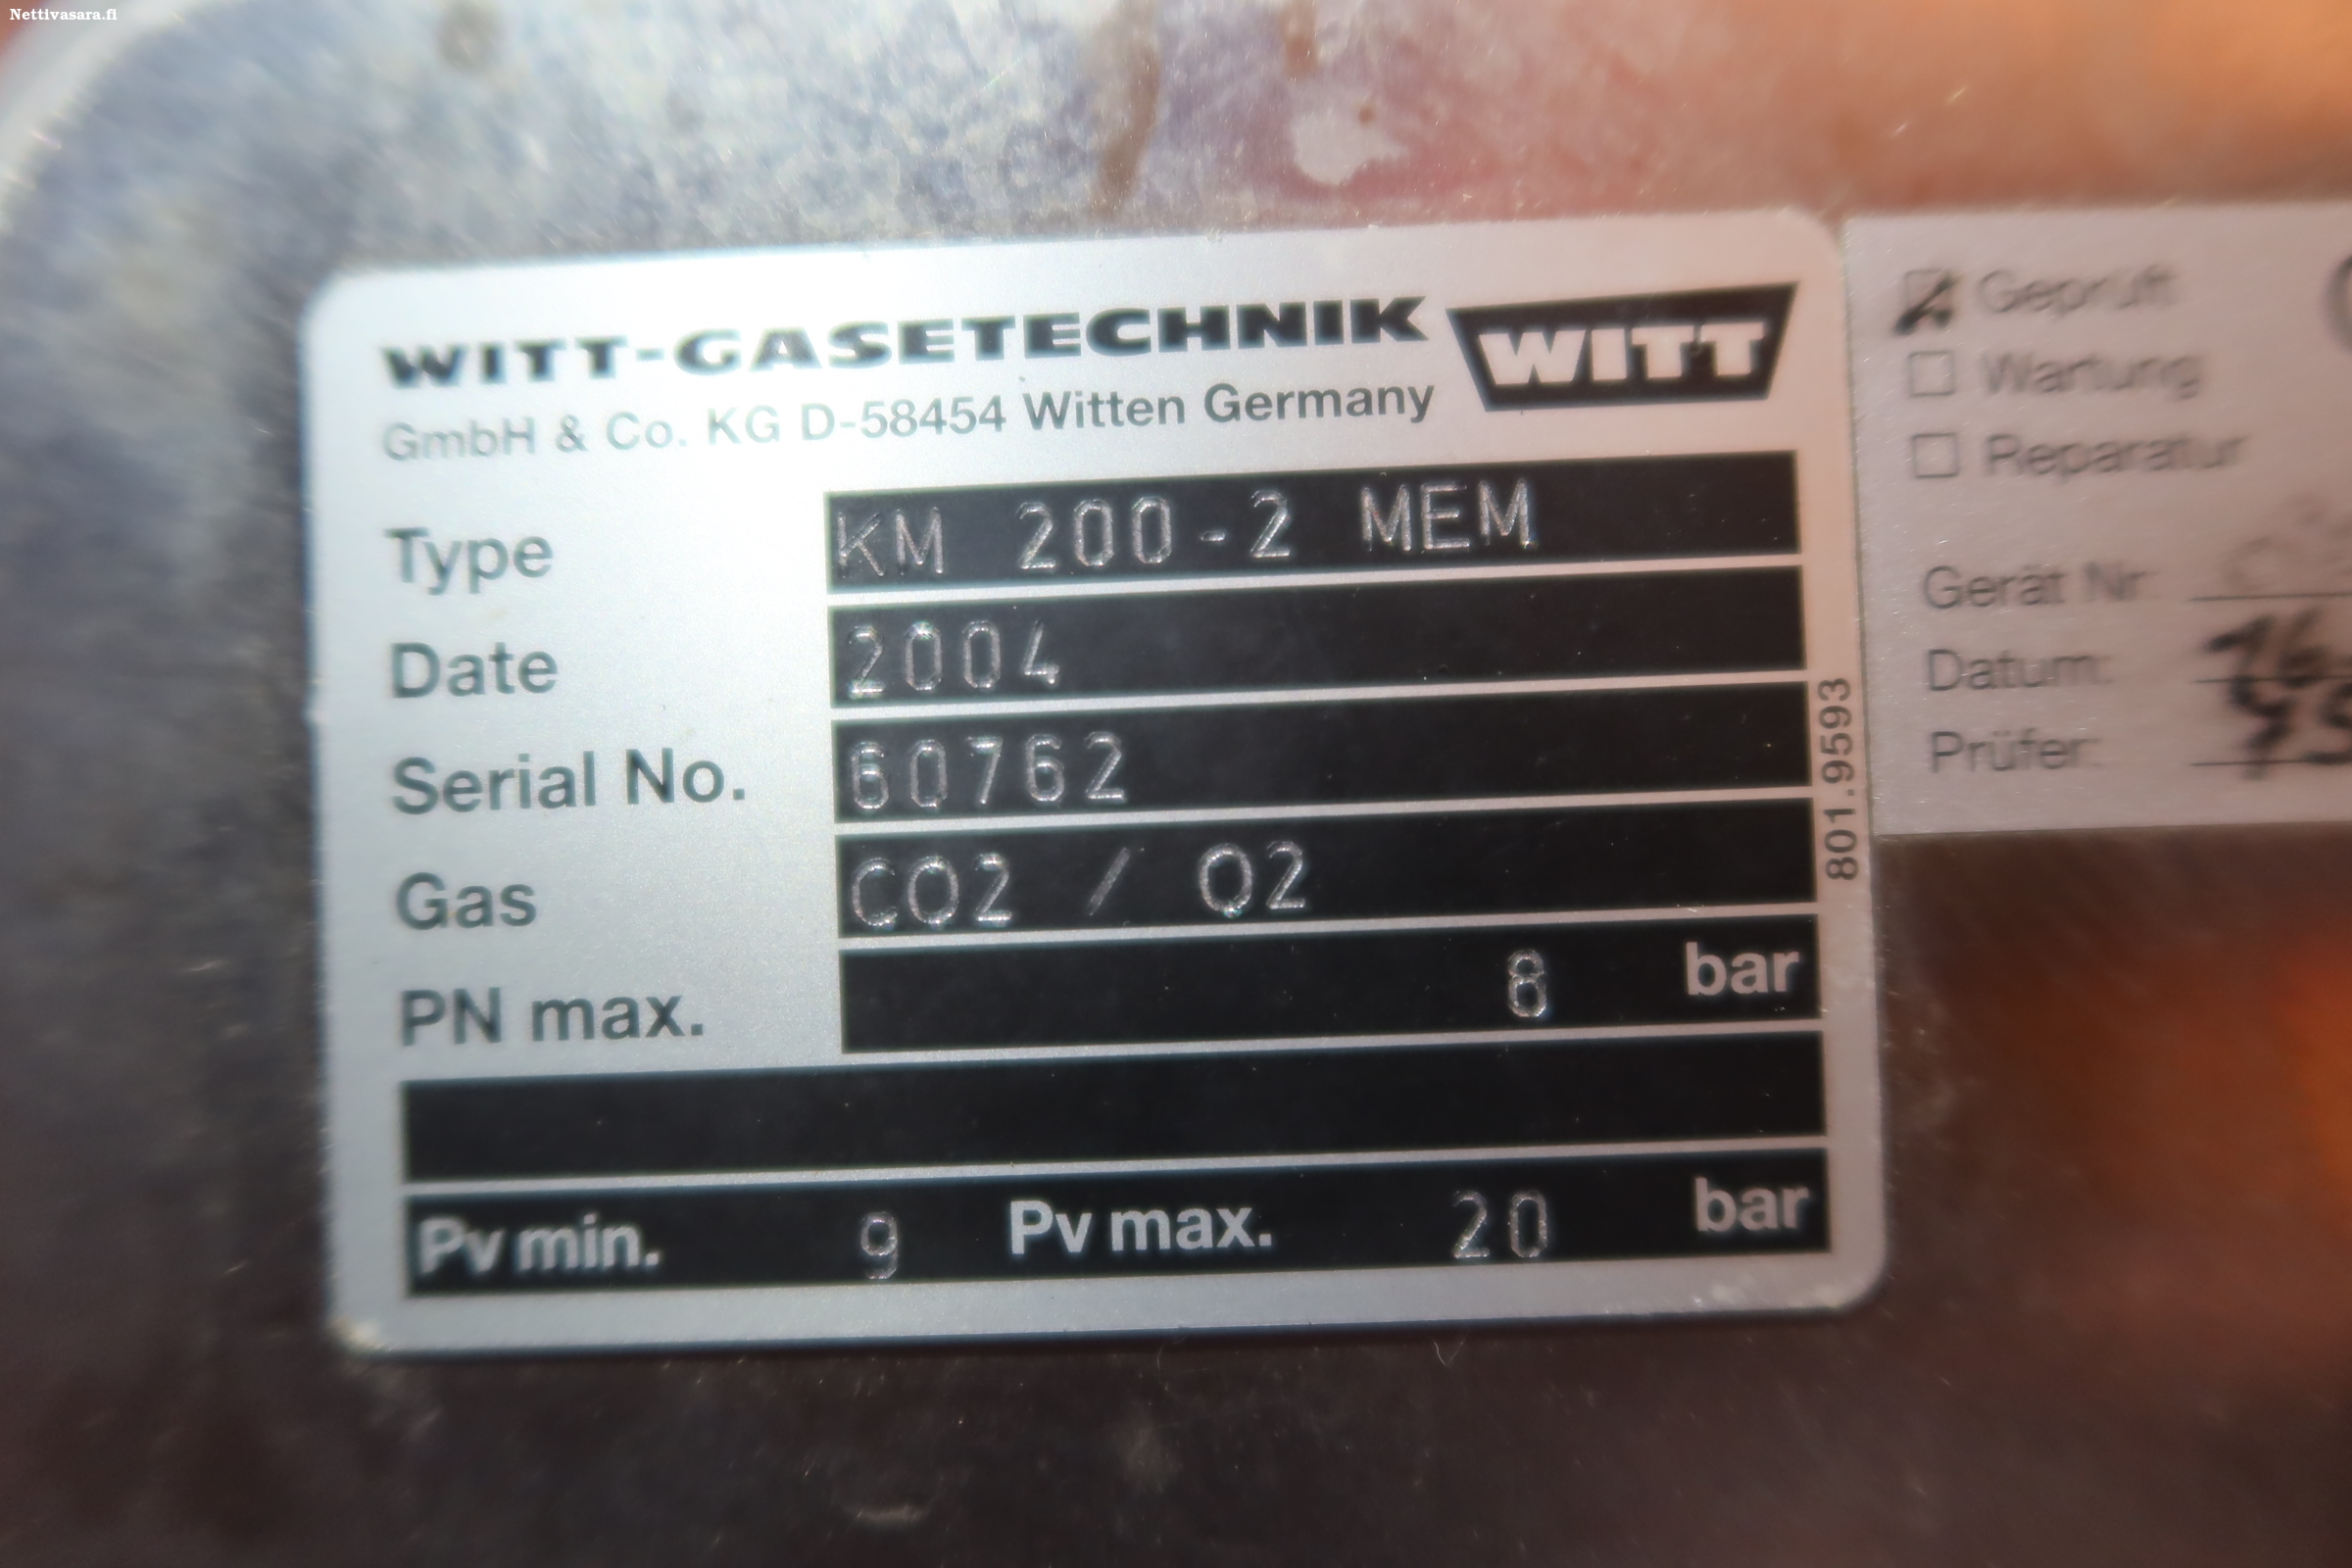 Nettivasara.fi
WITT-GASETECHNIK WITT
GmbH & Co. KG D-58454 Witten Germany
Type KM 200-2 MEM
Date 2004
Serial No. 60762
Gas CO2 / O2
PN max. 8 bar
Pv min. 9 Pv max. 20 bar
801.9593
Geprüft
Wartung
Reparatur
Gerät Nr:
Datum:
Prüfer: